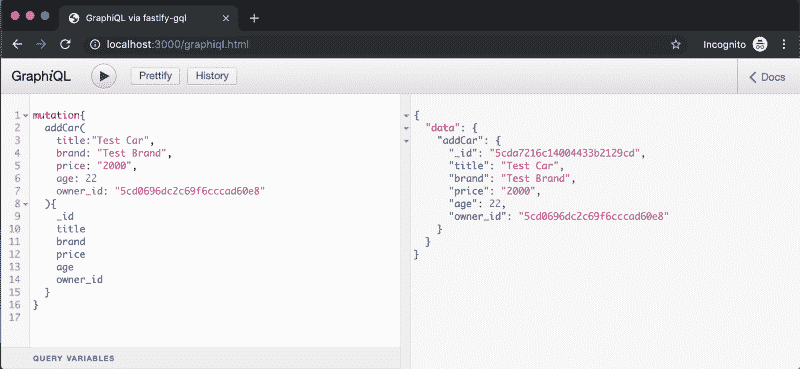 GraphiQL via fastify-gql
localhost:3000/graphiql.html
Incognito
GraphiQL
Prettify
History
Docs
1 mutation{
2 addCar(
3 title:"Test Car",
4 brand: "Test Brand",
5 price: "2000",
6 age: 22
7 owner_id: "5cd0696dc2c69f6cccad60e8"
8 ){
9 _id
10 title
11 brand
12 price
13 age
14 owner_id
15 }
16 }
17
QUERY VARIABLES
{
"data": {
"addCar": {
"_id": "5cda7216c14004433b2129cd",
"title": "Test Car",
"brand": "Test Brand",
"price": "2000",
"age": 22,
"owner_id": "5cd0696dc2c69f6cccad60e8"
}
}
}